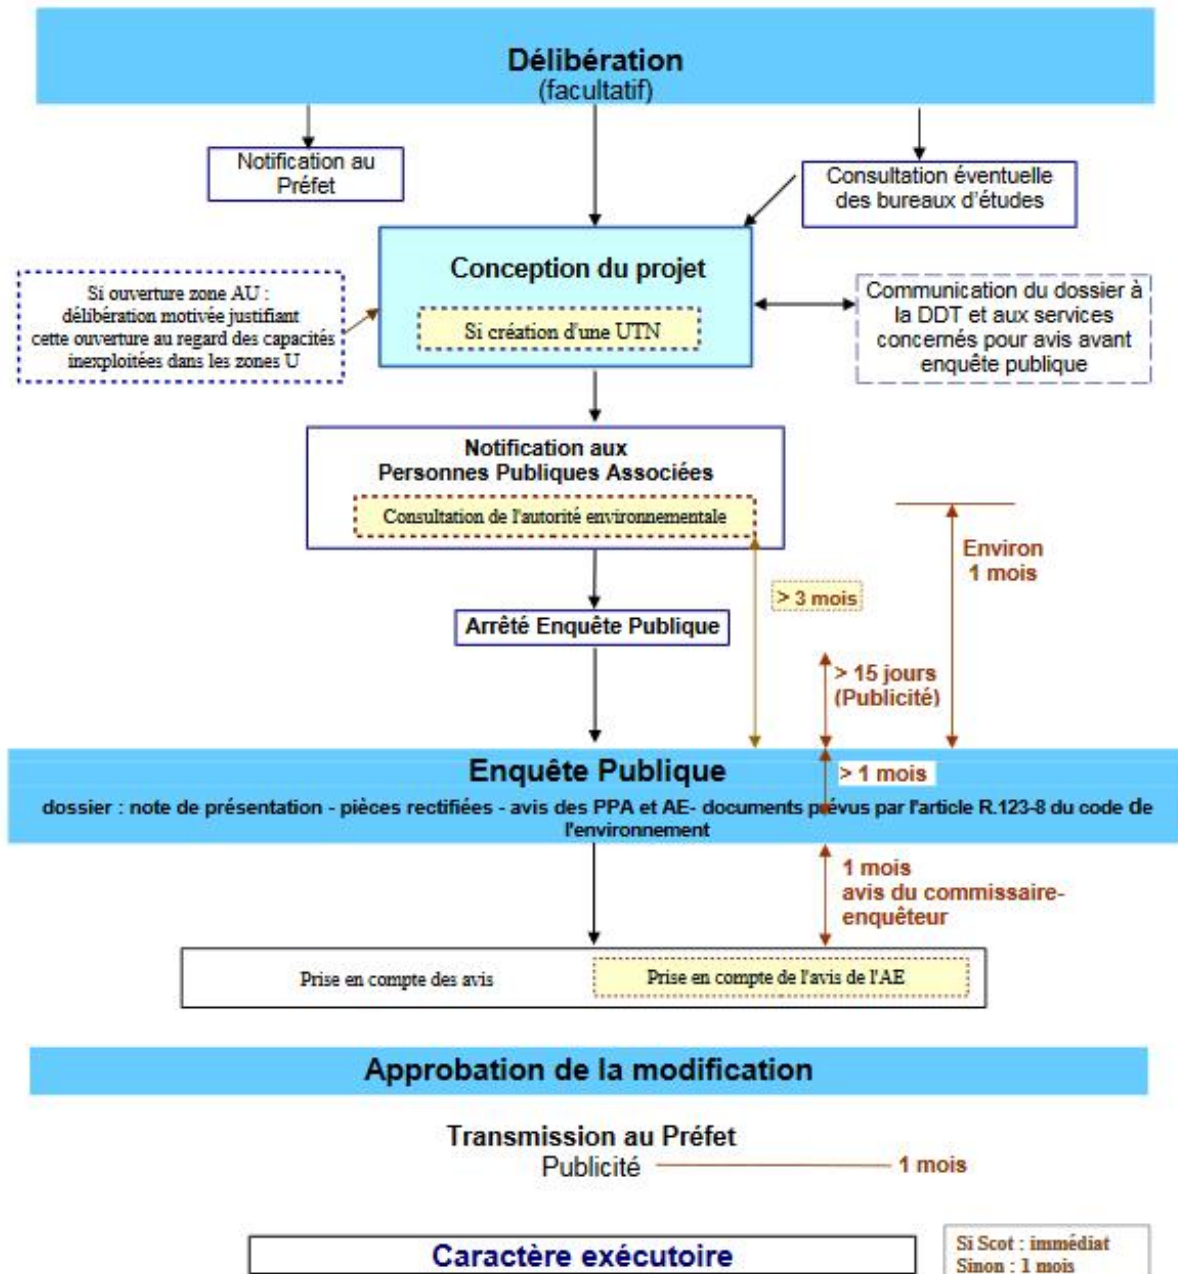 Délibération
(facultatif)
Notification au
Préfet
Consultation éventuelle
des bureaux d'études
Conception du projet
Si création d'une UTN
Si ouverture zone AU :
délibération motivée justifiant
cette ouverture au regard des capacités
inexploitées dans les zones U
Communication du dossier à
la DDT et aux services
concernés pour avis avant
enquête publique
Notification aux
Personnes Publiques Associées
Consultation de l'autorité environnementale
Environ
1 mois
> 3 mois
Arrêté Enquête Publique
> 15 jours
(Publicité)
Enquête Publique
> 1 mois
dossier : note de présentation - pièces rectifiées - avis des PPA et AE- documents prévus par l'article R.123-8 du code de
l'environnement
1 mois
avis du commissaire-
enquêteur
Prise en compte des avis
Prise en compte de l'avis de l'AE
Approbation de la modification
Transmission au Préfet
Publicité
1 mois
Caractère exécutoire
Si Scot : immédiat
Sinon : 1 mois